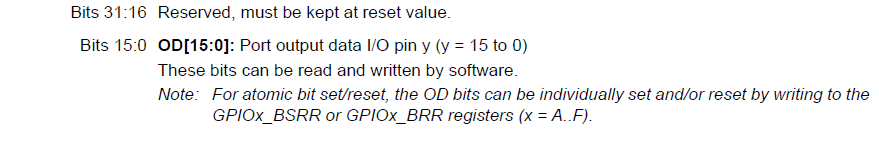 Bits 31:16 Reserved, must be kept at reset value.
Bits 15:0 OD[15:0]: Port output data I/O pin y (y = 15 to 0)
These bits can be read and written by software.
Note: For atomic bit set/reset, the OD bits can be individually set and/or reset by writing to the
GPIOx_BSRR or GPIOx_BRR registers (x = A..F).